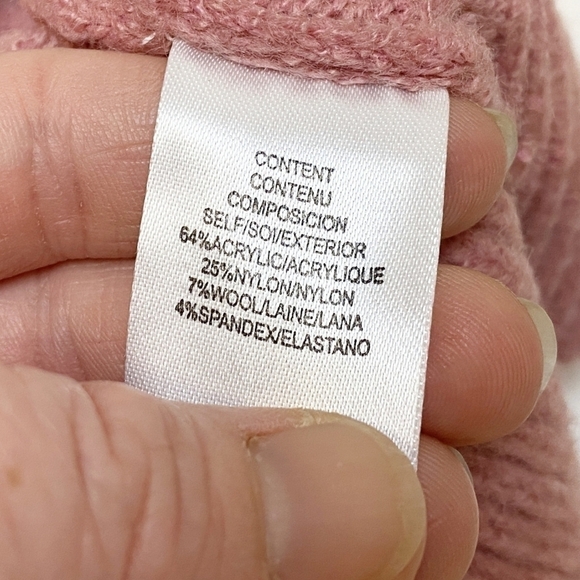 CONTENT
CONTENU
COMPOSICION
SELF/SOI/EXTERIOR
64%ACRYLIC/ACRYLIQUE
25%NYLON/NYLON
7%WOOL/LAINE/LANA
4%SPANDEX/ELASTANO